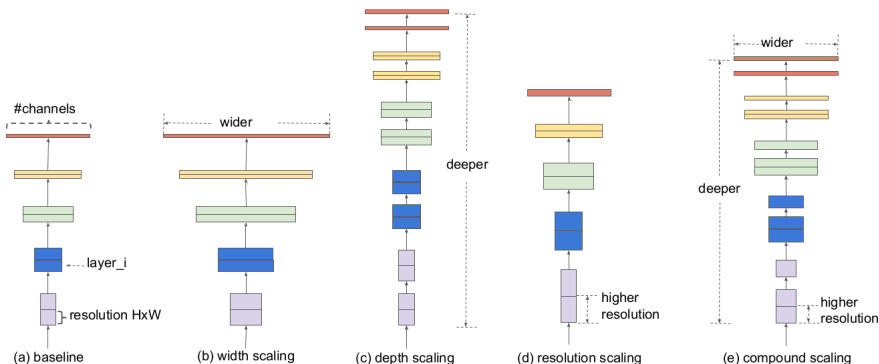 #channels
layer_i
resolution HxW
(a) baseline
wider
(b) width scaling
deeper
(c) depth scaling
higher
resolution
(d) resolution scaling
wider
deeper
higher
resolution
(e) compound scaling